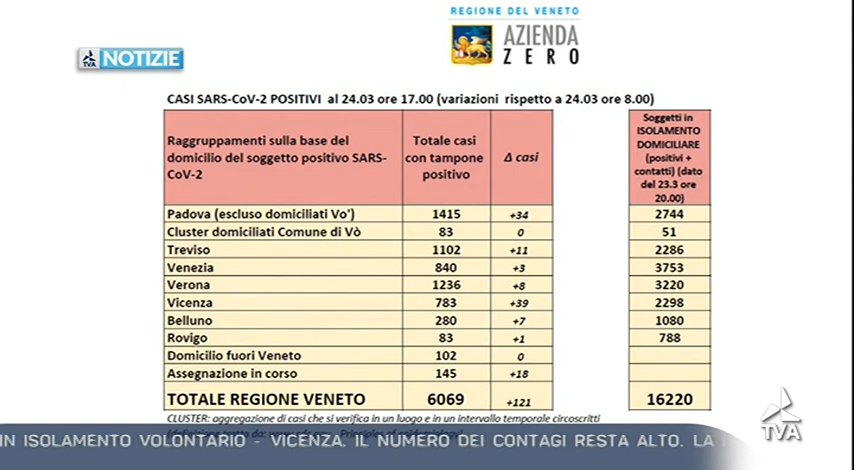 REGIONE DEL VENETO
AZIENDA
ZERO
TVA NOTIZIE
CASI SARS-CoV-2 POSITIVI al 24.03 ore 17.00 (variazioni rispetto a 24.03 ore 8.00)
Raggruppamenti sulla base del domicilio del soggetto positivo SARS-CoV-2 Totale casi con tampone positivo Δ casi Soggetti in ISOLAMENTO DOMICILIARE (positivi + contatti) (dato del 23.3 ore 20.00)
Padova (escluso domiciliati Vo') 1415 +34 2744
Cluster domiciliati Comune di Vò 83 0 51
Treviso 1102 +11 2286
Venezia 840 +3 3753
Verona 1236 +8 3220
Vicenza 783 +39 2298
Belluno 280 +7 1080
Rovigo 83 +1 788
Domicilio fuori Veneto 102 0
Assegnazione in corso 145 +18
TOTALE REGIONE VENETO 6069 +121 16220
CLUSTER: aggregazione di casi che si verifica in un luogo e in un intervallo temporale circoscritti
IN ISOLAMENTO VOLONTARIO - VICENZA. IL NUMERO DEI CONTAGI RESTA ALTO. LA
TVA